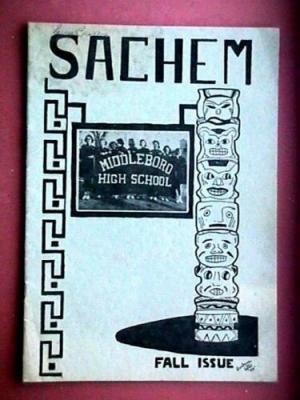 SACHEM
MIDDLEBORO
HIGH SCHOOL
FALL ISSUE